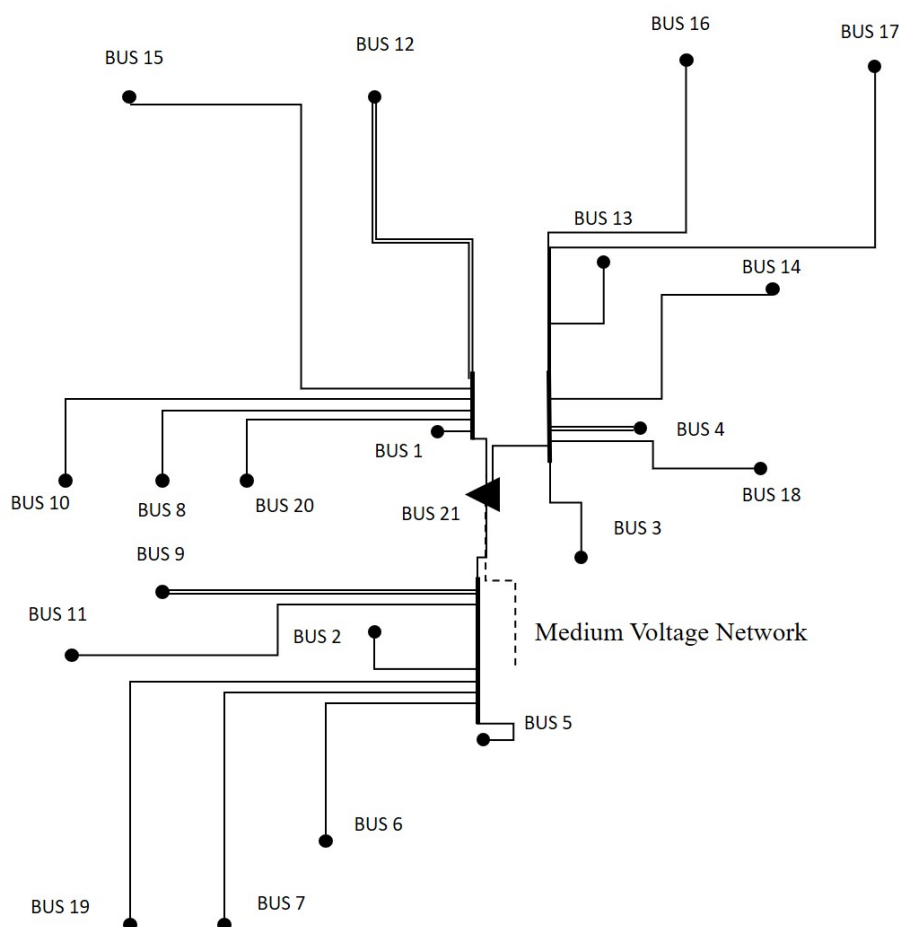 BUS 16
BUS 17
BUS 12
BUS 15
BUS 13
BUS 14
BUS 4
BUS 1
BUS 18
BUS 10
BUS 8
BUS 20
BUS 21
BUS 3
BUS 9
BUS 11
BUS 2
Medium Voltage Network
BUS 5
BUS 6
BUS 19
BUS 7